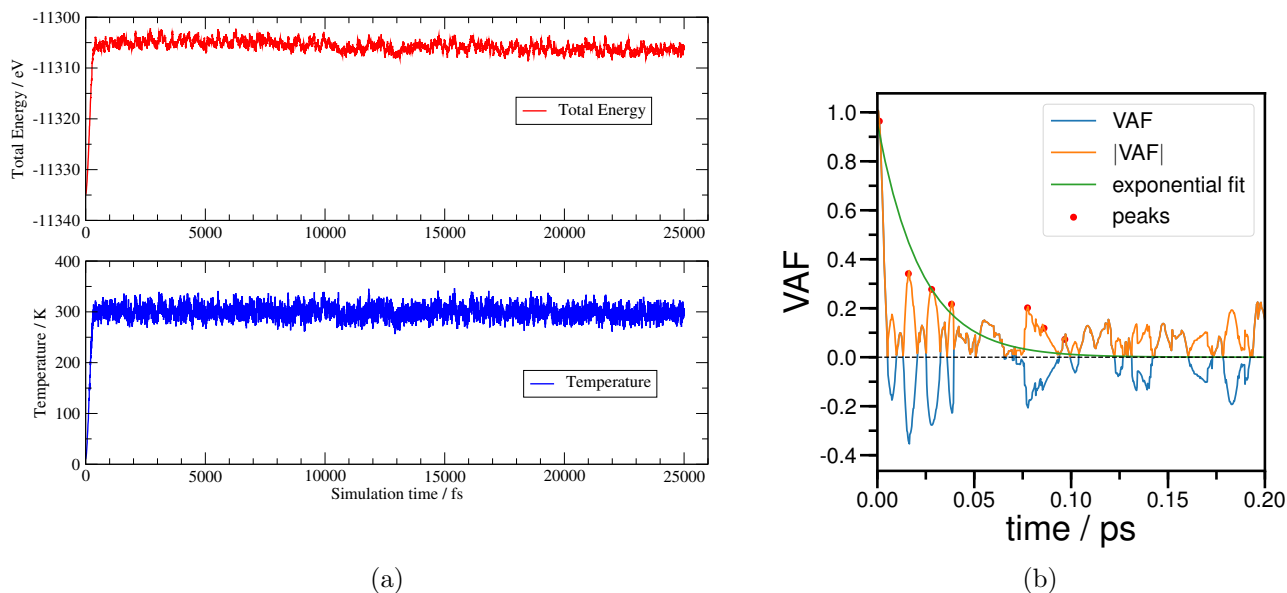 -11300
-11310
-11320
-11330
-11340
Total Energy / eV
Total Energy
0 5000 10000 15000 20000 25000
400
300
200
100
0
Temperature / K
Temperature
0 5000 10000 15000 20000 25000
Simulation time / fs
(a)
1.0
0.8
0.6
0.4
0.2
0.0
-0.2
-0.4
VAF
VAF
|VAF|
exponential fit
peaks
0.00 0.05 0.10 0.15 0.20
time / ps
(b)